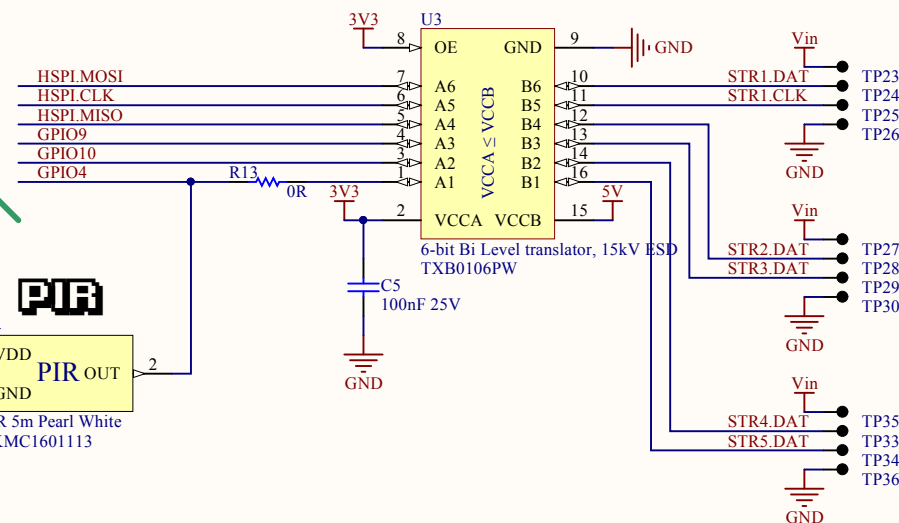 3V3
U3
8
OE
GND
9
GND
Vin
HSPI.MOSI
7
A6
B6
10
STR1.DAT
TP23
HSPI.CLK
6
A5
B5
11
STR1.CLK
TP24
HSPI.MISO
5
A4
B4
12
TP25
GPIO9
4
A3
B3
13
TP26
GPIO10
3
A2
B2
14
GND
GPIO4
R13
0R
1
A1
B1
16
VCCA ≤ VCCB
3V3
2
VCCA
VCCB
15
5V
Vin
6-bit Bi Level translator, 15kV ESD
TXB0106PW
STR2.DAT
TP27
STR3.DAT
TP28
TP29
TP30
C5
100nF 25V
GND
GND
PIR
VDD
PIR
OUT
2
GND
R 5m Pearl White
KMC1601113
Vin
STR4.DAT
TP35
STR5.DAT
TP33
TP34
TP36
GND